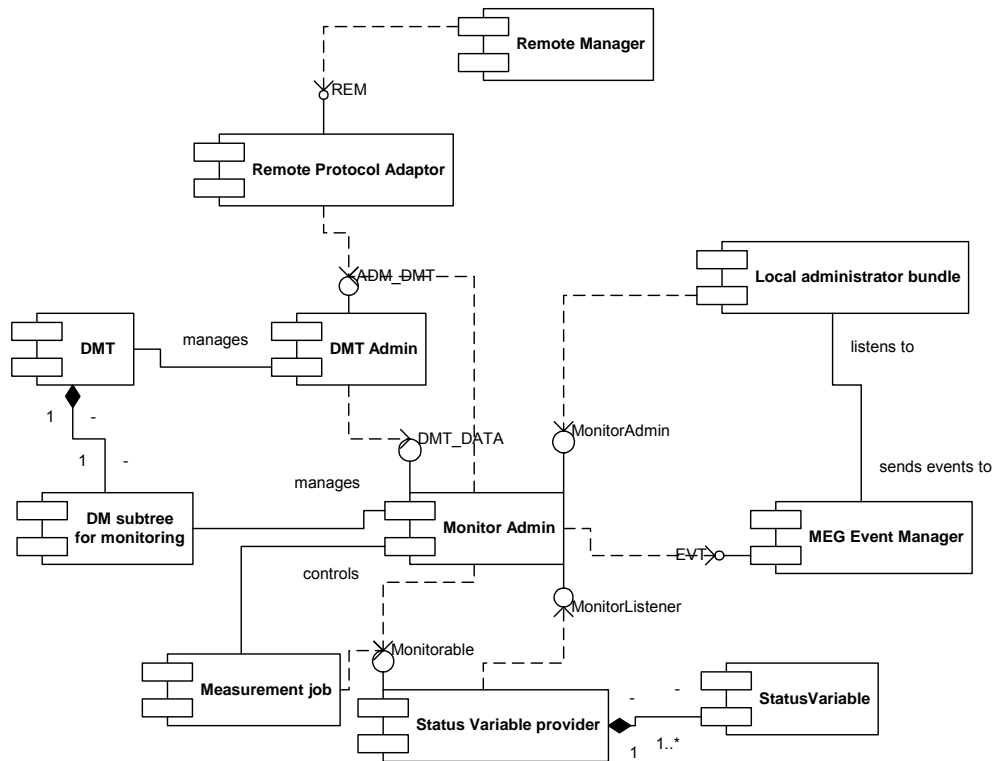 Remote Manager
REM
Remote Protocol Adaptor
ADM_DMT
Local administrator bundle
DMT
manages
DMT Admin
listens to
1
-
DMT_DATA
MonitorAdmin
1
-
manages
sends events to
DM subtree
for monitoring
Monitor Admin
MEG Event Manager
EVT
controls
MonitorListener
Monitorable
Measurement job
Status Variable provider
-
-
StatusVariable
1
1..*